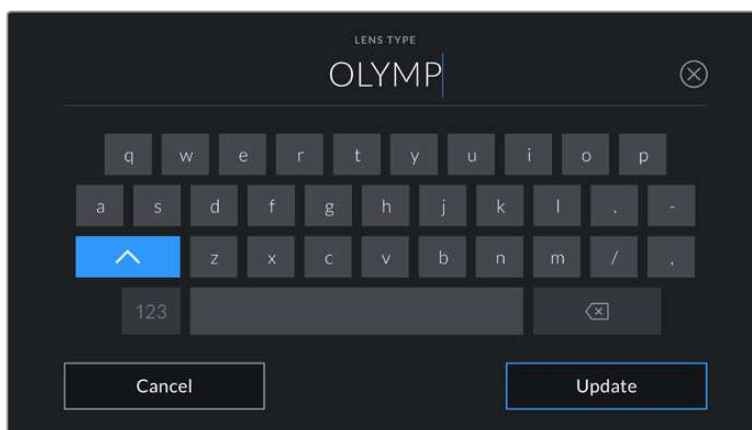 LENS TYPE
OLYMP
q w e r t y u i o p
a s d f g h j k l . -
z x c v b n m / ,
123
Cancel Update